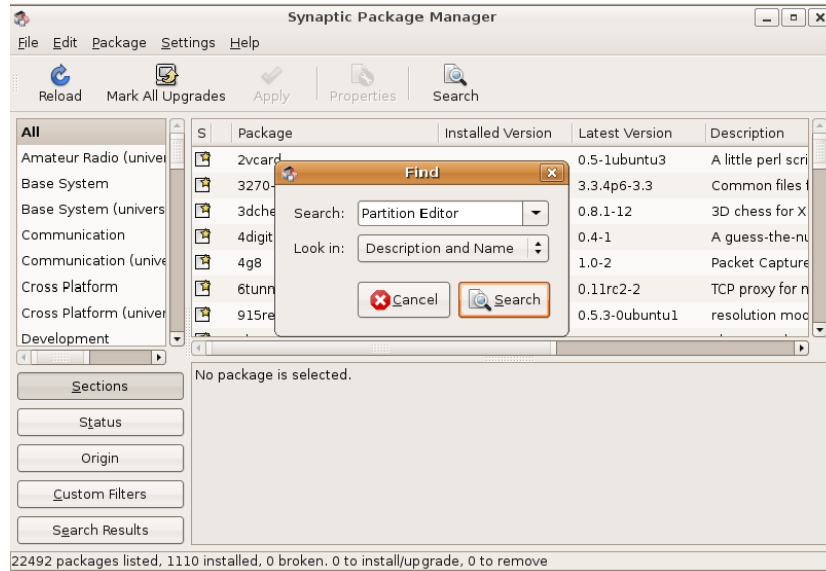 Synaptic Package Manager
File Edit Package Settings Help
Reload Mark All Upgrades Apply Properties Search
All
Amateur Radio (univer
Base System
Base System (univers
Communication
Communication (unive
Cross Platform
Cross Platform (univer
Development
S Package Installed Version Latest Version Description
2vcard 0.5-1ubuntu3 A little perl scri
3270- 3.3.4p6-3.3 Common files f
3dche 0.8.1-12 3D chess for X
4digit 0.4-1 A guess-the-nu
4g8 1.0-2 Packet Capture
6tunn 0.11rc2-2 TCP proxy for n
915re 0.5.3-0ubuntu1 resolution mod
Find
Search: Partition Editor
Look in: Description and Name
Cancel Search
Sections
Status
Origin
Custom Filters
Search Results
No package is selected.
22492 packages listed, 1110 installed, 0 broken. 0 to install/upgrade, 0 to remove